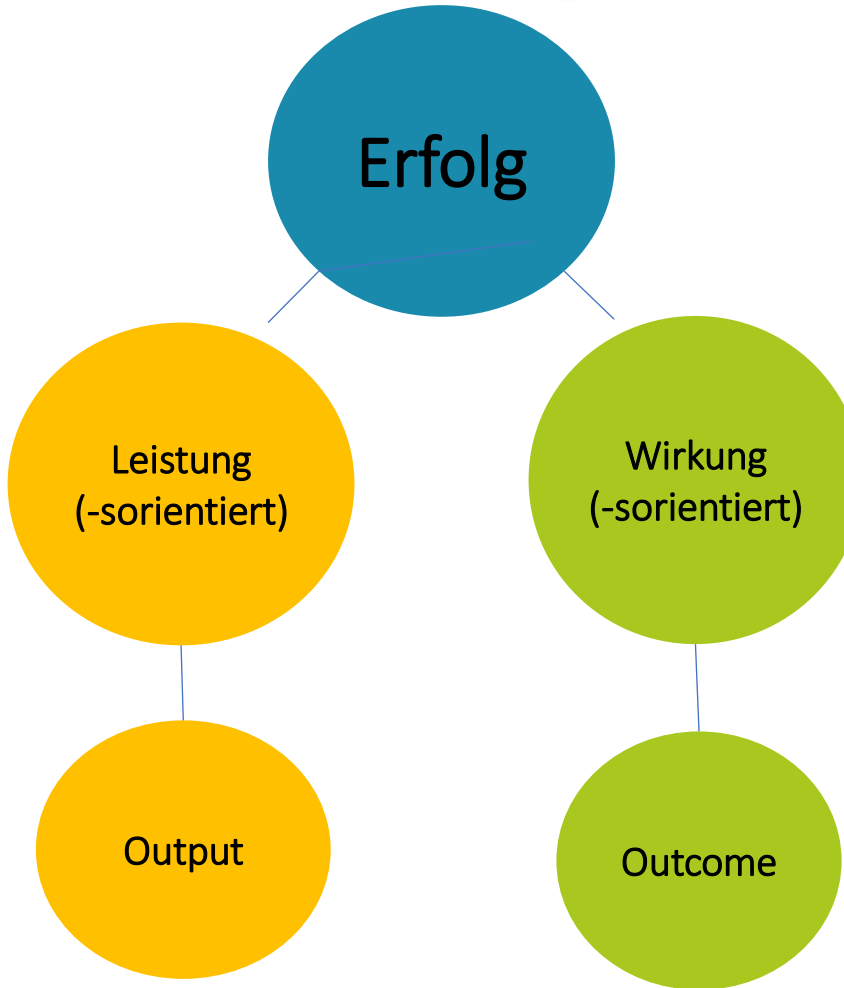 Erfolg
Leistung
(-sorientiert)
Wirkung
(-sorientiert)
Output
Outcome